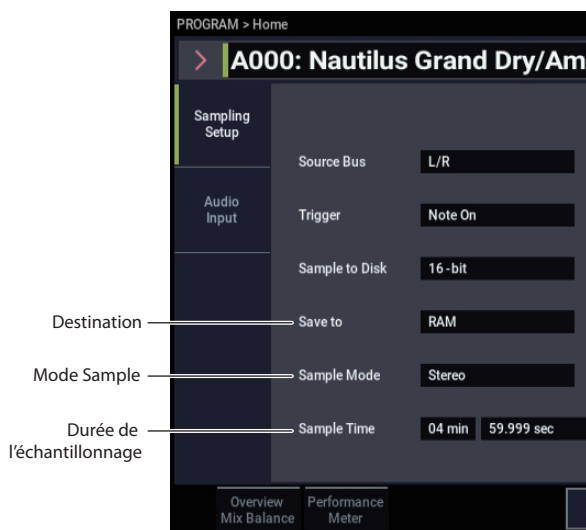 PROGRAM > Home
A000: Nautilus Grand Dry/Am
Sampling
Setup
Audio
Input
Source Bus L/R
Trigger Note On
Sample to Disk 16-bit
Destination Save to RAM
Mode Sample Sample Mode Stereo
Durée de
l’échantillonnage Sample Time 04 min 59.999 sec
Overview
Mix Balance
Performance
Meter